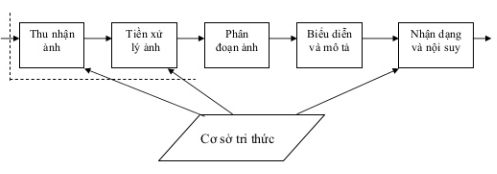 Thu nhận
ảnh
Tiền xử
lý ảnh
Phân
đoạn ảnh
Biểu diễn
và mô tả
Nhận dạng
và nội suy
Cơ sở tri thức